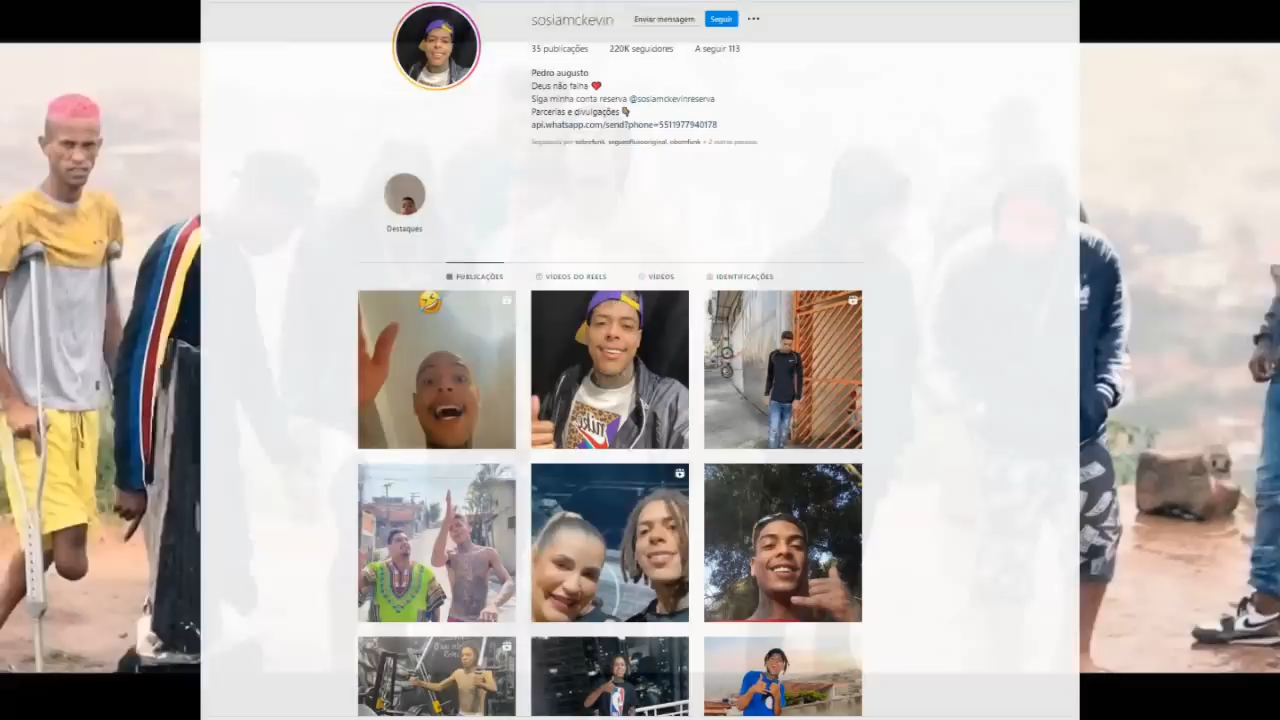 sosiamckevin Enviar mensagem Seguir
35 publicações 220K seguidores A seguir 113
Pedro augusto
Deus não falha
Siga minha conta reserva @sosiamckevinreserva
Parcerias e divulgações
api.whatsapp.com/send?phone=5511977940178
Destaques
PUBLICAÇÕES VÍDEOS DO REELS VÍDEOS IDENTIFICAÇÕES